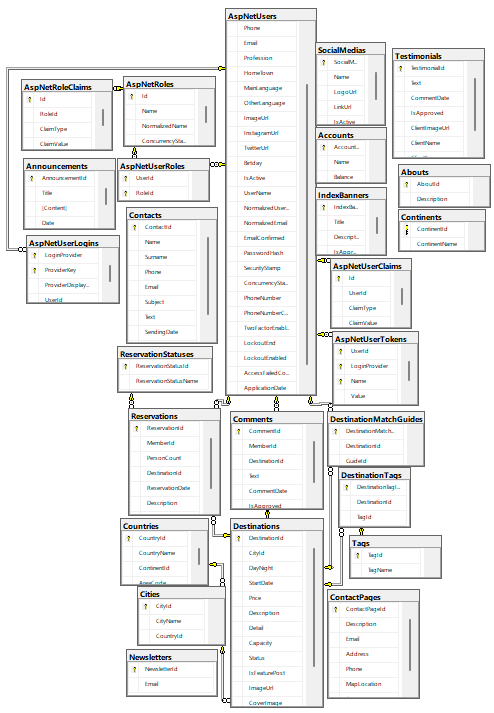 AspNetUsers
Phone
Email
Profession
HomeTown
MainLanguage
OtherLanguage
ImageUrl
InstagramUrl
TwitterUrl
Birtday
IsActive
UserName
NormalizedUser...
NormalizedEmail
EmailConfirmed
PasswordHash
SecurityStamp
ConcurrencySta...
PhoneNumber
PhoneNumberC...
TwoFactorEnabl...
LockoutEnd
LockoutEnabled
AccessFailedCo...
ApplicationDate
SocialMedias
SocialM...
Name
LogoUrl
LinkUrl
IsActive
Testimonials
TestimonialId
Text
CommentDate
IsApproved
ClientImageUrl
ClientName
AspNetRoleClaims
Id
RoleId
ClaimType
ClaimValue
AspNetRoles
Id
Name
NormalizedName
ConcurrencySta...
Accounts
Account...
Name
Balance
Announcements
AnnouncementId
Title
[Content]
Date
AspNetUserRoles
UserId
RoleId
Abouts
AboutId
Description
IndexBanners
IndexBa...
Title
Descript...
IsAppr...
Continents
ContinentId
ContinentName
Contacts
ContactId
Name
Surname
Phone
Email
Subject
Text
SendingDate
AspNetUserLogins
LoginProvider
ProviderKey
ProviderDisplay...
UserId
AspNetUserClaims
Id
UserId
ClaimType
ClaimValue
AspNetUserTokens
UserId
LoginProvider
Name
Value
ReservationStatuses
ReservationStatusId
ReservationStatusName
Reservations
ReservationId
MemberId
PersonCount
DestinationId
ReservationDate
Description
Comments
CommentId
MemberId
DestinationId
Text
CommentDate
IsApproved
DestinationMatchGuides
DestinationMatch...
DestinationId
GuideId
DestinationTags
DestinationTagI...
DestinationId
TagId
Countries
CountryId
CountryName
ContinentId
AreaCode
Destinations
DestinationId
CityId
DayNight
StartDate
Price
Description
Detail
Capacity
Status
IsFeaturePost
ImageUrl
CoverImage
Tags
TagId
TagName
Cities
CityId
CityName
CountryId
ContactPages
ContactPageId
Description
Email
Address
Phone
MapLocation
Newsletters
NewsletterId
Email